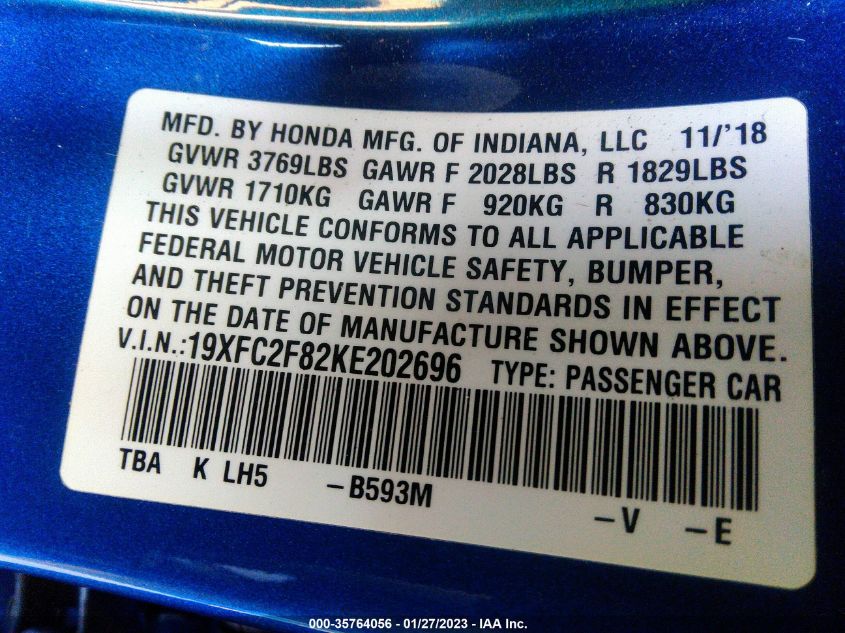 MFD. BY HONDA MFG. OF INDIANA, LLC 11/'18
GVWR 3769LBS GAWR F 2028LBS R 1829LBS
GVWR 1710KG GAWR F 920KG R 830KG
THIS VEHICLE CONFORMS TO ALL APPLICABLE
FEDERAL MOTOR VEHICLE SAFETY, BUMPER,
AND THEFT PREVENTION STANDARDS IN EFFECT
ON THE DATE OF MANUFACTURE SHOWN ABOVE.
V.I.N.:19XFC2F82KE202696 TYPE: PASSENGER CAR
TBA K LH5 -B593M -V -E
000-35764056 - 01/27/2023 - IAA Inc.